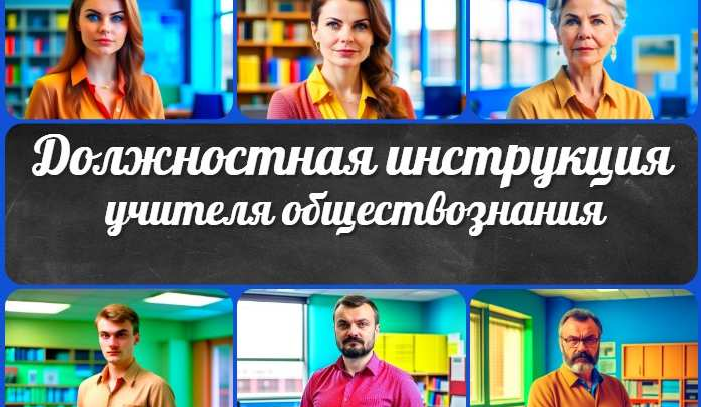 Должностная инструкция
учителя обществознания